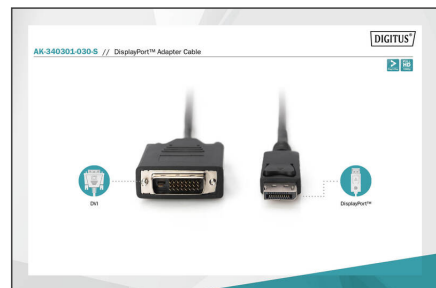 DIGITUS®
AK-340301-030-S // DisplayPort™ Adapter Cable
DVI
DisplayPort™